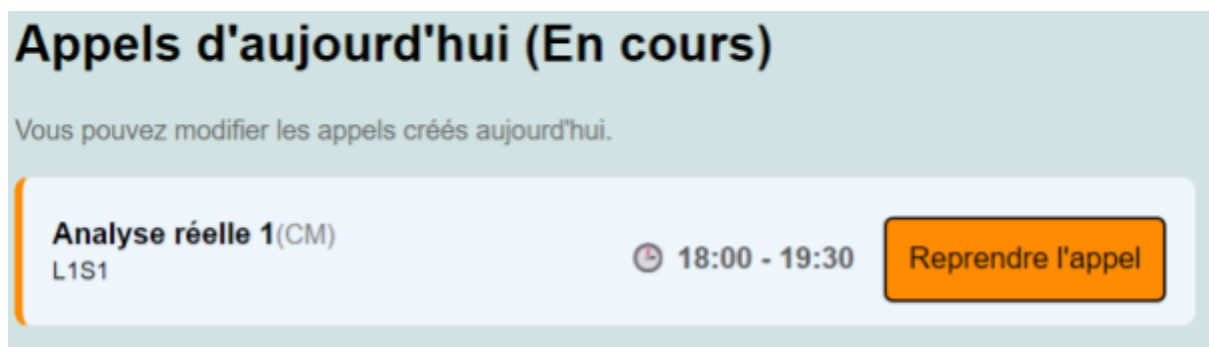 Appels d'aujourd'hui (En cours)
Vous pouvez modifier les appels créés aujourd'hui.
Analyse réelle 1(CM)
L1S1
18:00 - 19:30
Reprendre l'appel